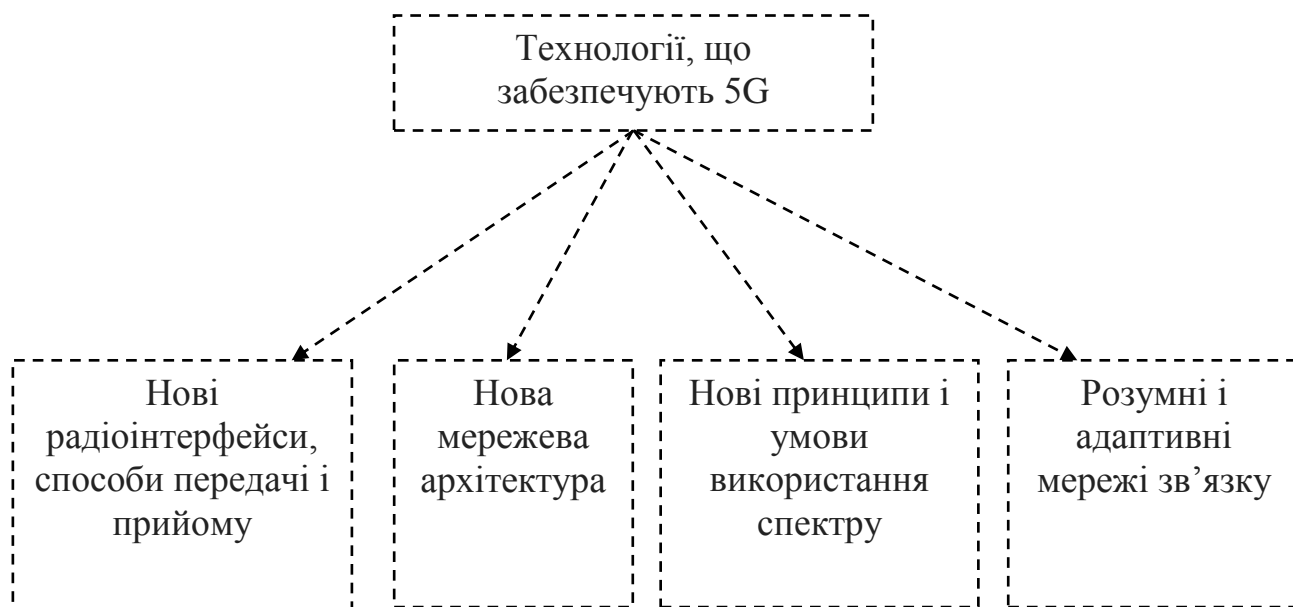 Технології, що
забезпечують 5G
Нові
радіоінтерфейси,
способи передачі і
прийому
Нова
мережева
архітектура
Нові принципи і
умови
використання
спектру
Розумні і
адаптивні
мережі зв’язку